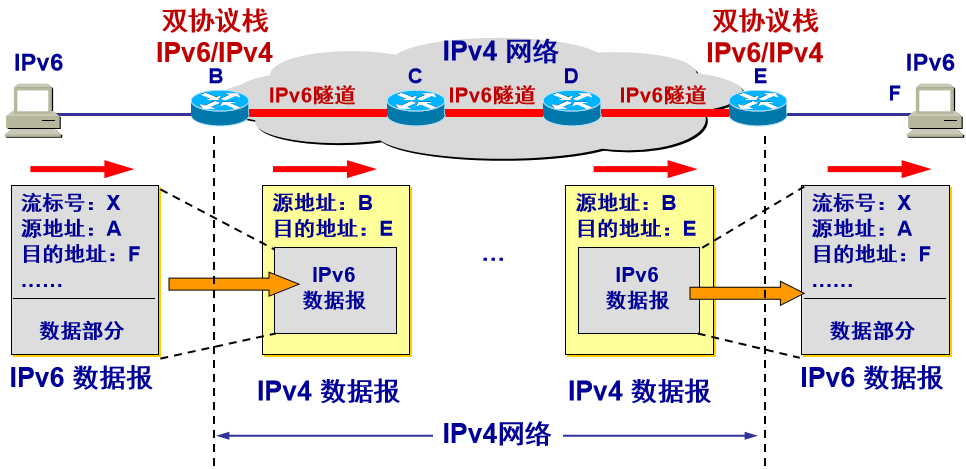 双协议栈
IPv6/IPv4
双协议栈
IPv6/IPv4
IPv6
IPv4 网络
IPv6
B
C
D
E
F
IPv6隧道
IPv6隧道
IPv6隧道
流标号：X
源地址：A
目的地址：F
……
数据部分
IPv6 数据报
源地址：B
目的地址：E
IPv6
数据报
IPv4 数据报
…
源地址：B
目的地址：E
IPv6
数据报
IPv4 数据报
流标号：X
源地址：A
目的地址：F
……
数据部分
IPv6 数据报
IPv4网络